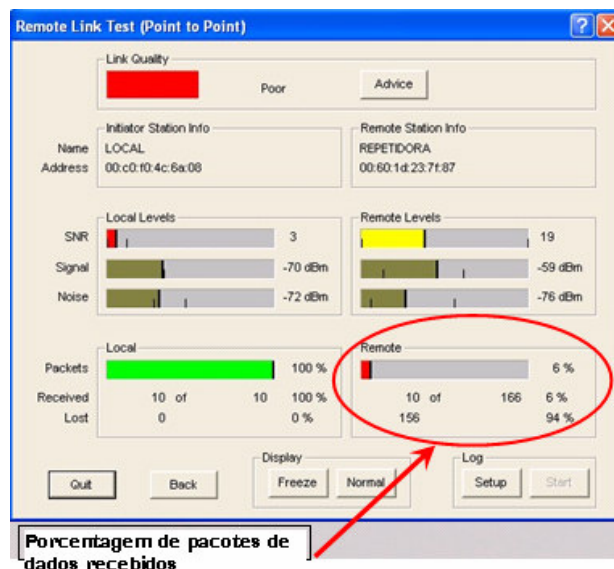 Remote Link Test (Point to Point)
Link Quality
Poor
Advice
Initiator Station Info
Name LOCAL
Address 00:c0:f0:4c:6a:08
Remote Station Info
REPETIDORA
00:60:1d:23:7f:87
Local Levels
SNR 3
Signal -70 dBm
Noise -72 dBm
Remote Levels
19
-59 dBm
-76 dBm
Local
Packets 100 %
Received 10 of 10 100 %
Lost 0 0 %
Remote
6 %
10 of 166 6 %
156 94 %
Quit
Back
Display
Freeze
Normal
Log
Setup
Start
Porcentagem de pacotes de
dados recebidos